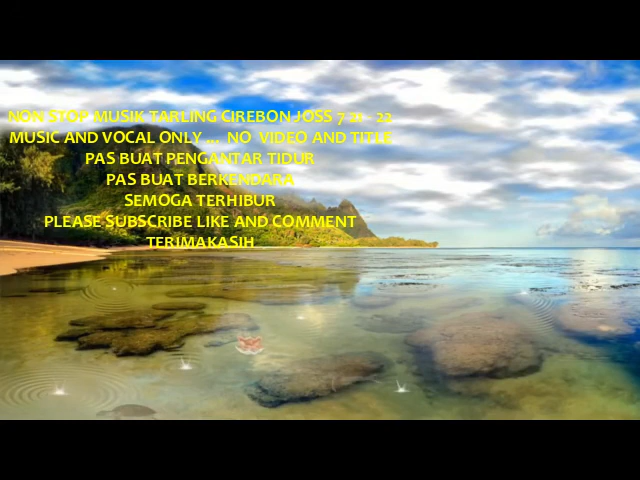 NON STOP MUSIK TARLING CIREBON JOSS 7 21 - 22
MUSIC AND VOCAL ONLY ... NO VIDEO AND TITLE
PAS BUAT PENGANTAR TIDUR
PAS BUAT BERKENDARA
SEMOGA TERHIBUR
PLEASE SUBSCRIBE LIKE AND COMMENT
TERIMAKASIH